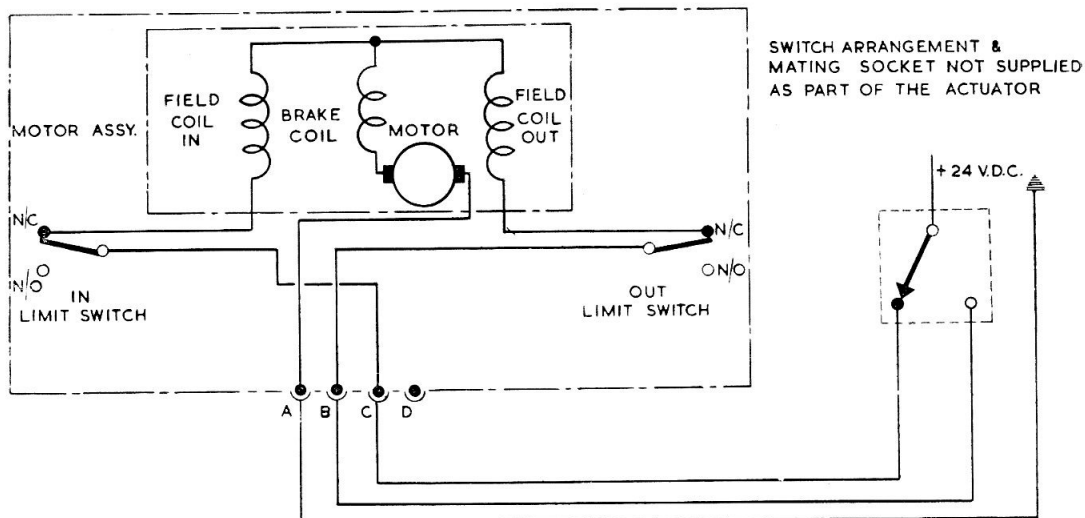 SWITCH ARRANGEMENT &
MATING SOCKET NOT SUPPLIED
AS PART OF THE ACTUATOR
MOTOR ASSY.
FIELD
COIL
IN
BRAKE
COIL
MOTOR
FIELD
COIL
OUT
+24 V.D.C.
N/C
N/O
IN
LIMIT SWITCH
OUT
LIMIT SWITCH
N/C
N/O
A
B
C
D